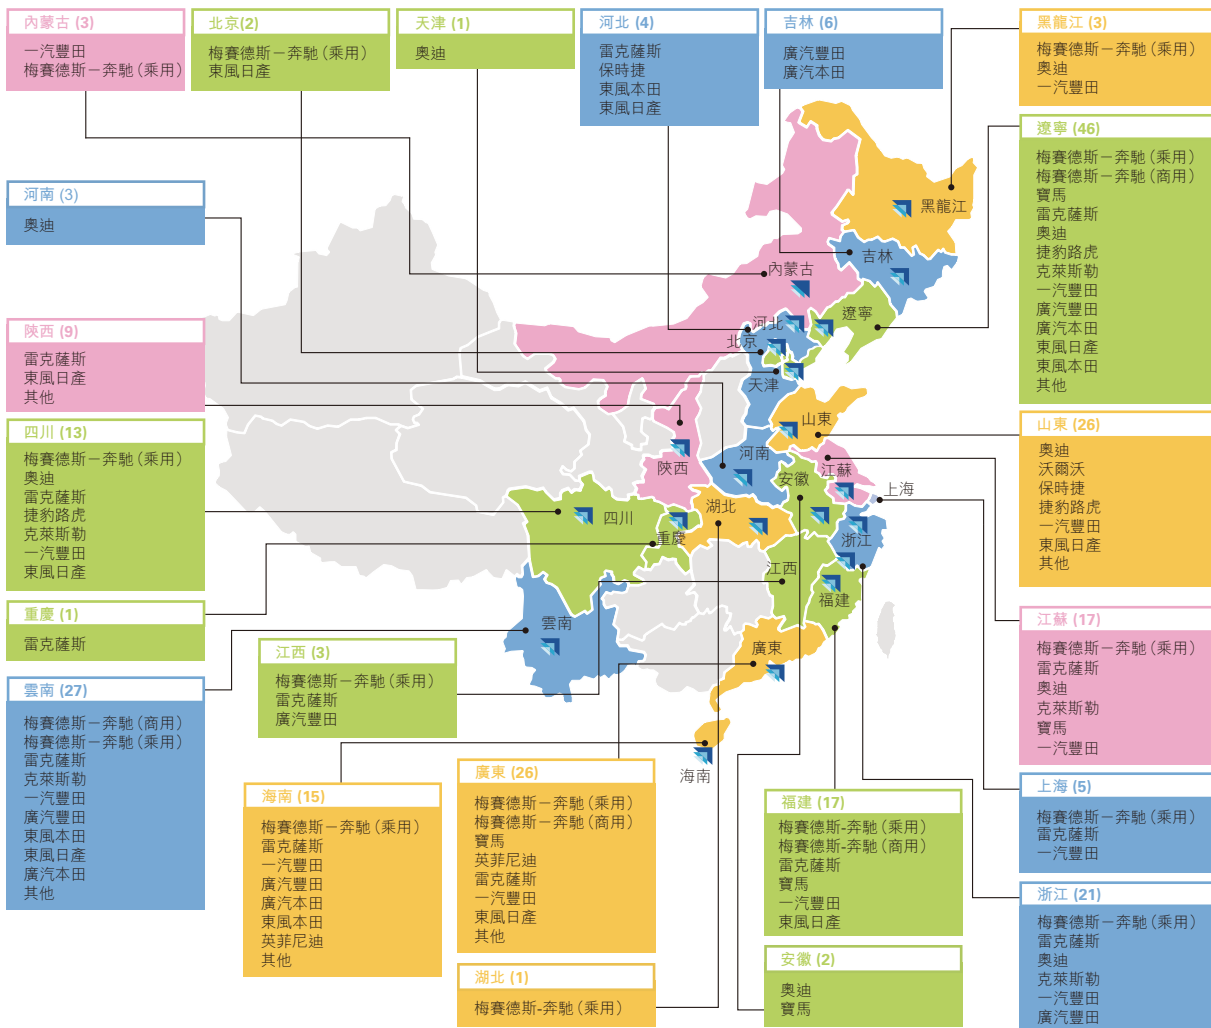 內蒙古 (3)
一汽豐田
梅賽德斯－奔馳（乘用）
北京(2)
梅賽德斯－奔馳（乘用）
東風日產
天津 (1)
奧迪
河北 (4)
雷克薩斯
保時捷
東風本田
東風日產
吉林 (6)
廣汽豐田
廣汽本田
黑龍江 (3)
梅賽德斯－奔馳（乘用）
奧迪
一汽豐田
遼寧 (46)
梅賽德斯－奔馳（乘用）
梅賽德斯－奔馳（商用）
寶馬
雷克薩斯
奧迪
捷豹路虎
克萊斯勒
一汽豐田
廣汽豐田
廣汽本田
東風日產
東風本田
其他
河南 (3)
奧迪
陝西 (9)
雷克薩斯
東風日產
其他
四川 (13)
梅賽德斯－奔馳（乘用）
奧迪
雷克薩斯
捷豹路虎
克萊斯勒
一汽豐田
東風日產
重慶 (1)
雷克薩斯
雲南 (27)
梅賽德斯－奔馳（商用）
梅賽德斯－奔馳（乘用）
雷克薩斯
克萊斯勒
一汽豐田
廣汽豐田
東風本田
東風日產
廣汽本田
其他
黑龍江
吉林
內蒙古
遼寧
河北
北京
天津
山東
河南
陝西
江蘇
安徽
上海
湖北
四川
重慶
浙江
江西
福建
雲南
廣東
海南
山東 (26)
奧迪
沃爾沃
保時捷
捷豹路虎
一汽豐田
東風日產
其他
江蘇 (17)
梅賽德斯－奔馳（乘用）
雷克薩斯
奧迪
克萊斯勒
寶馬
一汽豐田
江西 (3)
梅賽德斯－奔馳（乘用）
雷克薩斯
廣汽豐田
海南 (15)
梅賽德斯－奔馳（乘用）
雷克薩斯
一汽豐田
廣汽豐田
廣汽本田
東風本田
英菲尼迪
其他
廣東 (26)
梅賽德斯－奔馳（乘用）
梅賽德斯－奔馳（商用）
寶馬
英菲尼迪
雷克薩斯
一汽豐田
東風日產
其他
湖北 (1)
梅賽德斯-奔馳（乘用）
福建 (17)
梅賽德斯-奔馳（乘用）
梅賽德斯-奔馳（商用）
雷克薩斯
寶馬
一汽豐田
東風日產
安徽 (2)
奧迪
寶馬
上海 (5)
梅賽德斯－奔馳（乘用）
雷克薩斯
一汽豐田
浙江 (21)
梅賽德斯－奔馳（乘用）
雷克薩斯
奧迪
克萊斯勒
一汽豐田
廣汽豐田